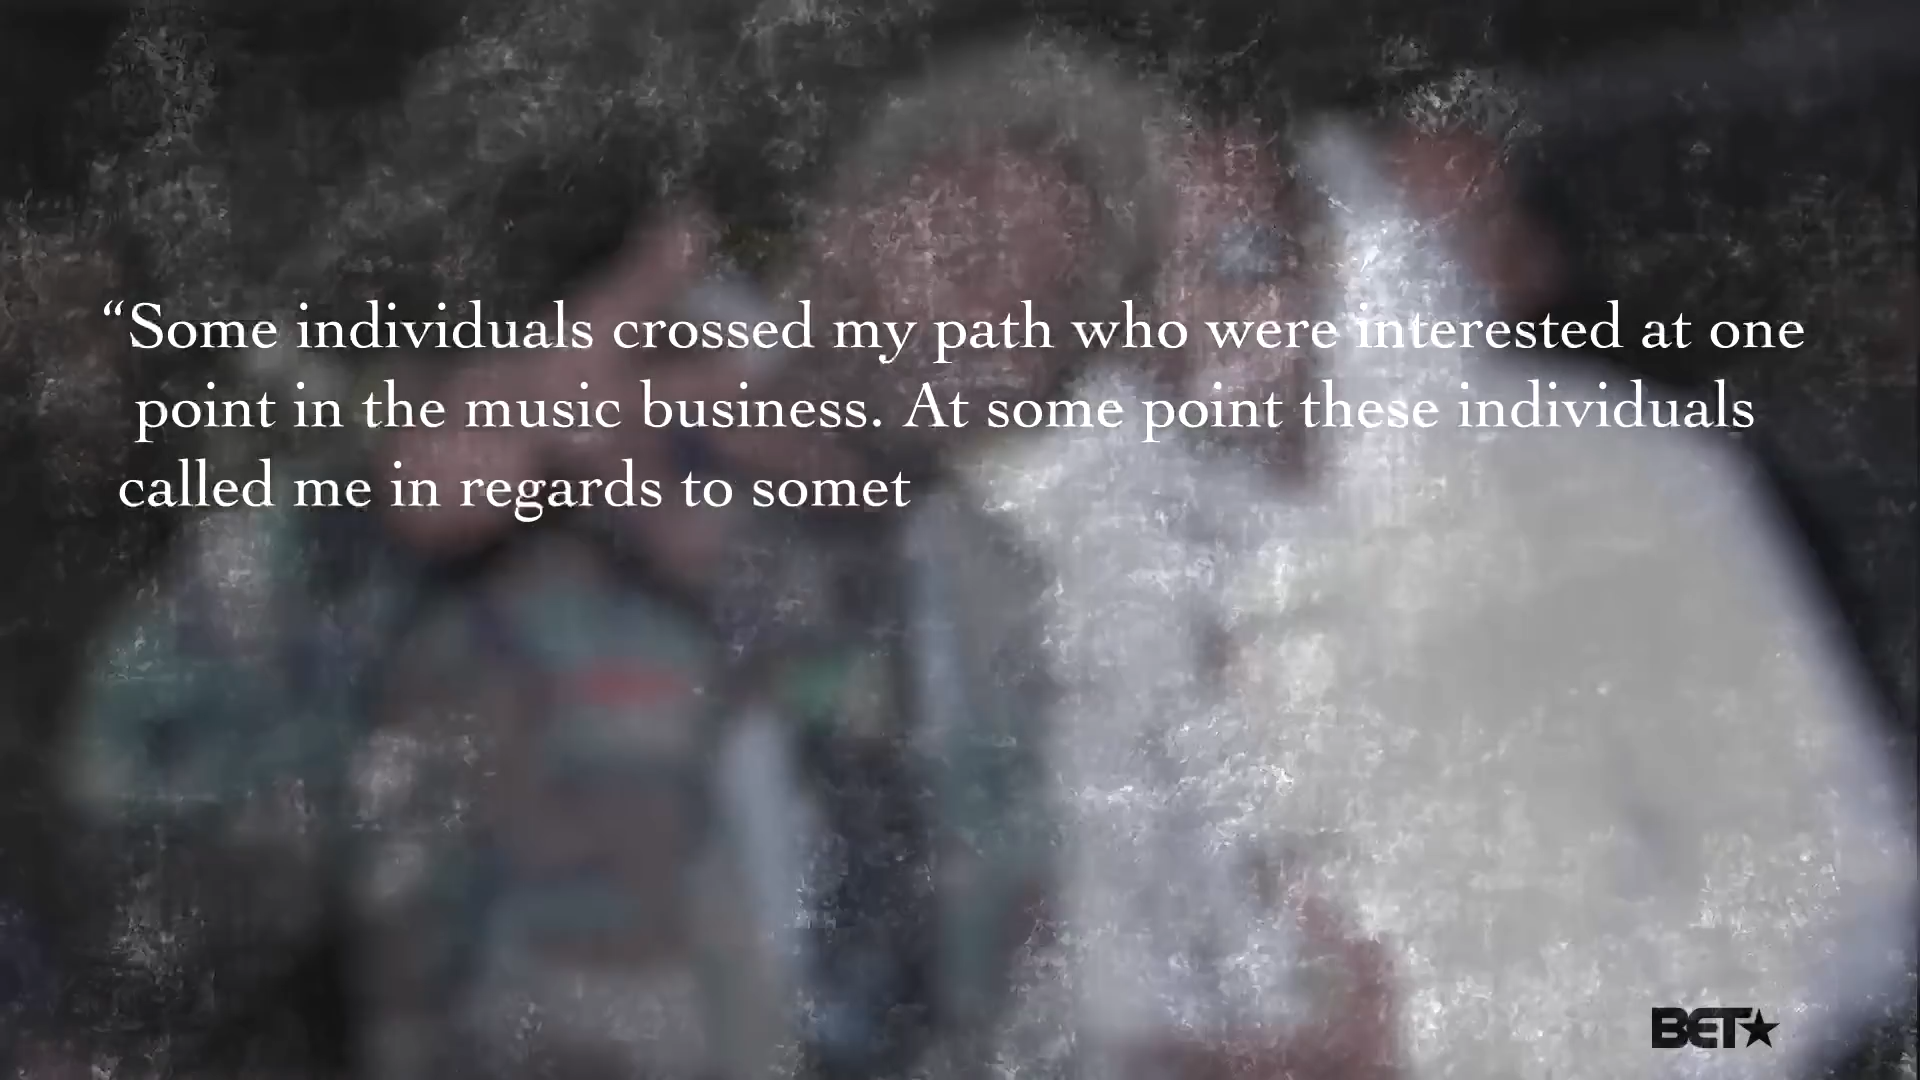 “Some individuals crossed my path who were interested at one
point in the music business. At some point these individuals
called me in regards to somet
BET